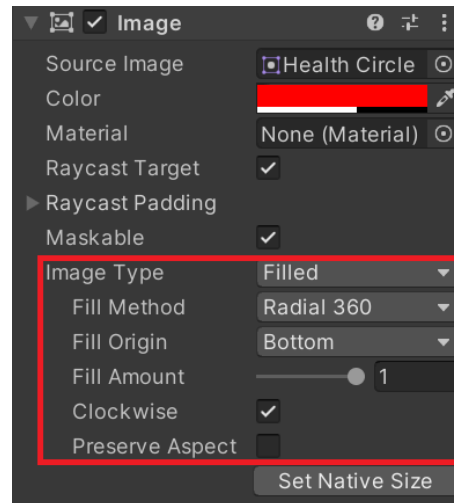 Image
Source Image Health Circle
Color
Material None (Material)
Raycast Target
Raycast Padding
Maskable
Image Type Filled
Fill Method Radial 360
Fill Origin Bottom
Fill Amount 1
Clockwise
Preserve Aspect
Set Native Size